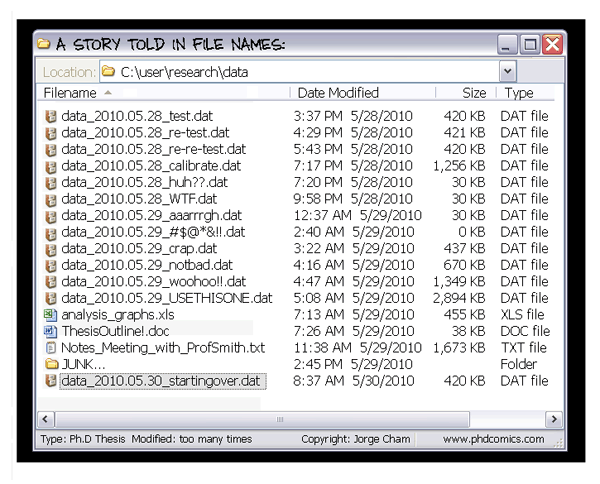 A STORY TOLD IN FILE NAMES:
Location: C:\user\research\data
Filename Date Modified Size Type
data_2010.05.28_test.dat 3:37 PM 5/28/2010 420 KB DAT file
data_2010.05.28_re-test.dat 4:29 PM 5/28/2010 421 KB DAT file
data_2010.05.28_re-re-test.dat 5:43 PM 5/28/2010 420 KB DAT file
data_2010.05.28_calibrate.dat 7:17 PM 5/28/2010 1,256 KB DAT file
data_2010.05.28_huh??.dat 7:20 PM 5/28/2010 30 KB DAT file
data_2010.05.28_WTF.dat 9:58 PM 5/28/2010 30 KB DAT file
data_2010.05.29_aaarrrgh.dat 12:37 AM 5/29/2010 30 KB DAT file
data_2010.05.29_#$@*&!!.dat 2:40 AM 5/29/2010 0 KB DAT file
data_2010.05.29_crap.dat 3:22 AM 5/29/2010 437 KB DAT file
data_2010.05.29_notbad.dat 4:16 AM 5/29/2010 670 KB DAT file
data_2010.05.29_woohoo!!.dat 4:47 AM 5/29/2010 1,349 KB DAT file
data_2010.05.29_USETHISONE.dat 5:08 AM 5/29/2010 2,894 KB DAT file
analysis_graphs.xls 7:13 AM 5/29/2010 455 KB XLS file
ThesisOutline!.doc 7:26 AM 5/29/2010 38 KB DOC file
Notes_Meeting_with_ProfSmith.txt 11:38 AM 5/29/2010 1,673 KB TXT file
JUNK... 2:45 PM 5/29/2010 Folder
data_2010.05.30_startingover.dat 8:37 AM 5/30/2010 420 KB DAT file
Type: Ph.D Thesis Modified: too many times Copyright: Jorge Cham www.phdcomics.com